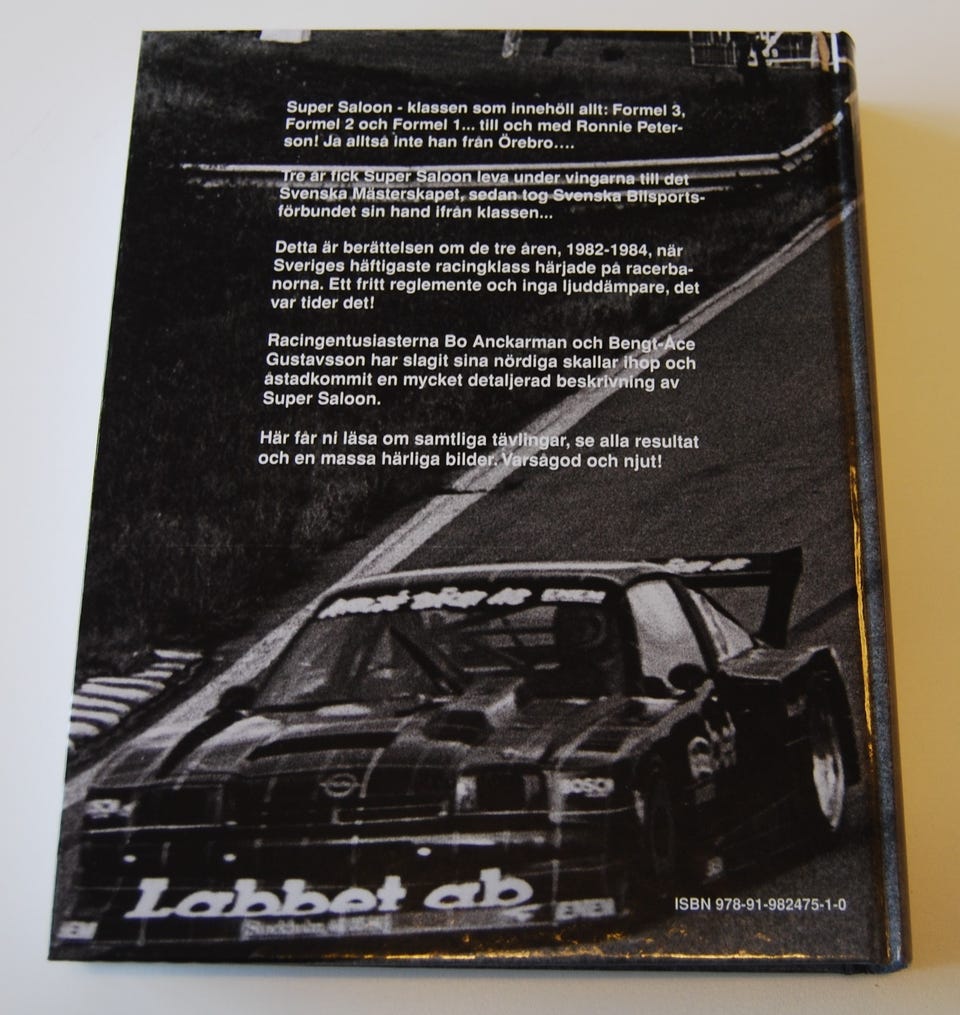 Super Saloon - klassen som innehöll allt: Formel 3,
Formel 2 och Formel 1... till och med Ronnie Peter-
son! Ja alltså inte han från Örebro....
Tre år fick Super Saloon leva under vingarna till det
Svenska Mästerskapet, sedan tog Svenska Bilsports-
förbundet sin hand ifrån klassen...
Detta är berättelsen om de tre åren, 1982-1984, när
Sveriges häftigaste racingklass härjade på racerba-
norna. Ett fritt reglemente och inga ljuddämpare, det
var tider det!
Racingentusiasterna Bo Anckarman och Bengt-Ace
Gustavsson har slagit sina nördiga skallar ihop och
åstadkommit en mycket detaljerad beskrivning av
Super Saloon.
Här får ni läsa om samtliga tävlingar, se alla resultat
och en massa härliga bilder. Varsågod och njut!
BOSCH
Labbet ab
ISBN 978-91-982475-1-0